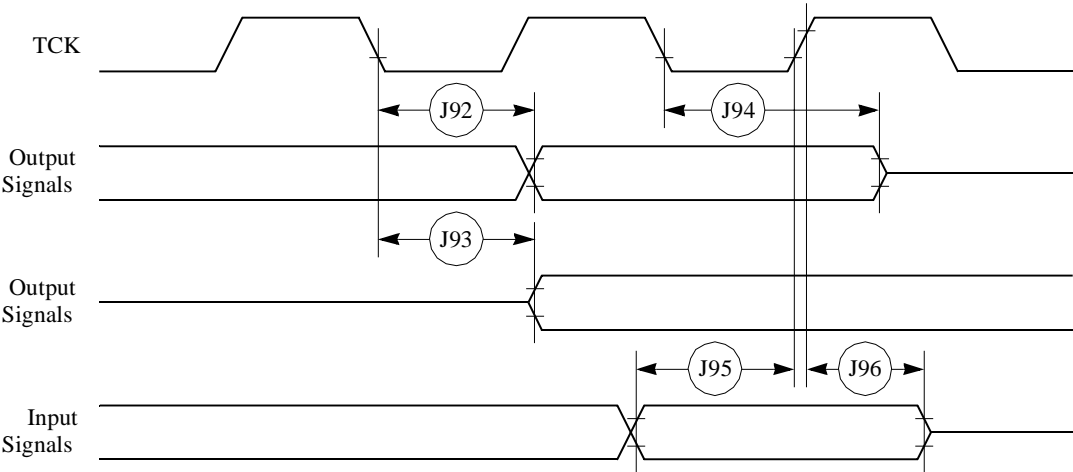 TCK
J92
J94
Output
Signals
J93
Output
Signals
J95
J96
Input
Signals